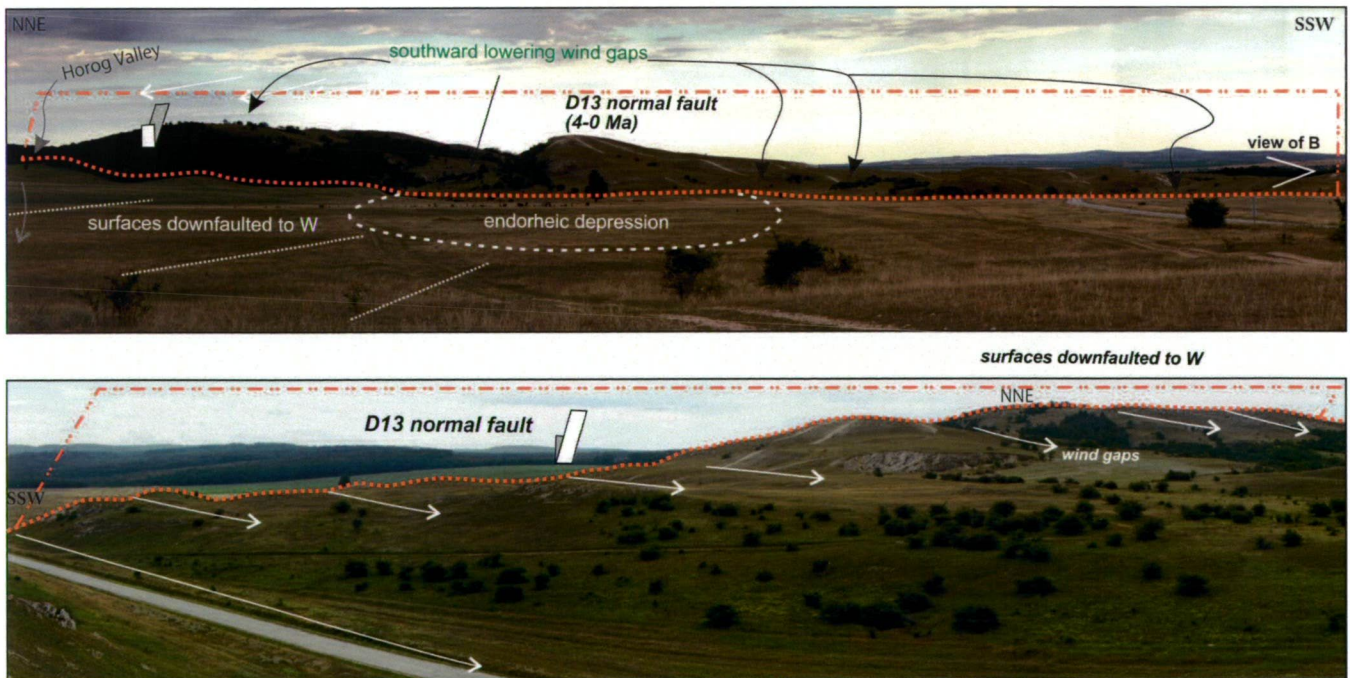 NNE
SSW
Horog Valley
southward lowering wind gaps
D13 normal fault
(4-0 Ma)
view of B
surfaces downfaulted to W
endorheic depression
surfaces downfaulted to W
NNE
D13 normal fault
wind gaps
SSW